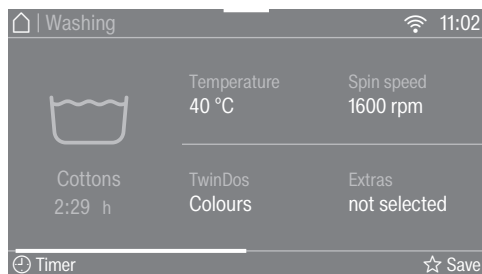 | Washing 11:02
Temperature Spin speed
40 °C 1600 rpm
Cottons TwinDos Extras
2:29 h Colours not selected
Timer Save